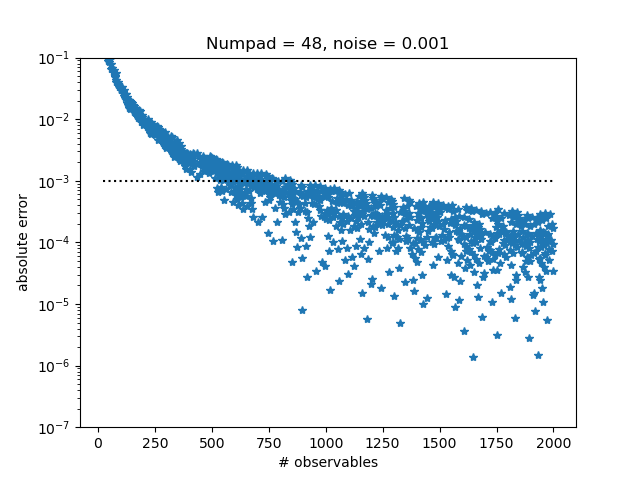 Numpad = 48, noise = 0.001
absolute error
10⁻¹
10⁻²
10⁻³
10⁻⁴
10⁻⁵
10⁻⁶
10⁻⁷
0 250 500 750 1000 1250 1500 1750 2000
# observables